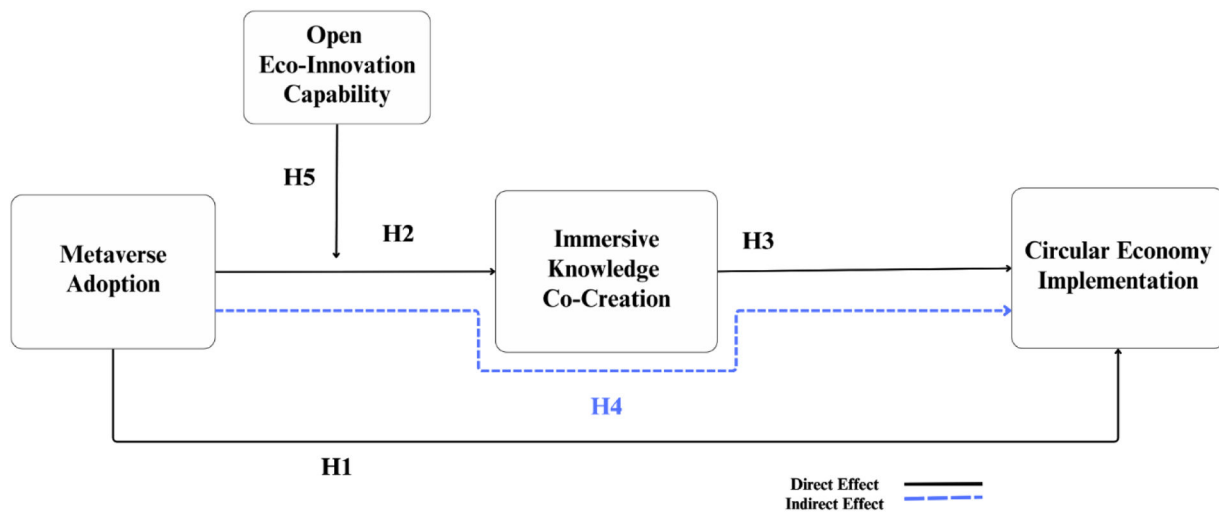 Open
Eco-Innovation
Capability
H5
H2
H3
Metaverse
Adoption
Immersive
Knowledge
Co-Creation
Circular Economy
Implementation
H4
H1
Direct Effect
Indirect Effect